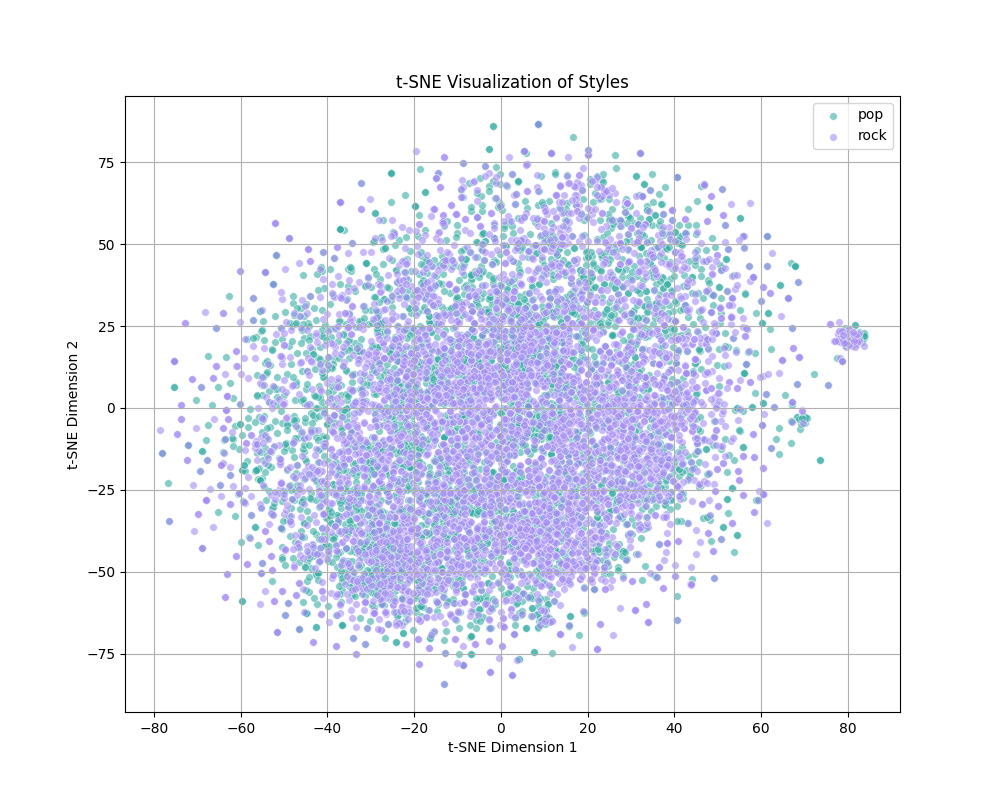 t-SNE Visualization of Styles
pop
rock
75
50
25
0
−25
−50
−75
t-SNE Dimension 2
−80 −60 −40 −20 0 20 40 60 80
t-SNE Dimension 1